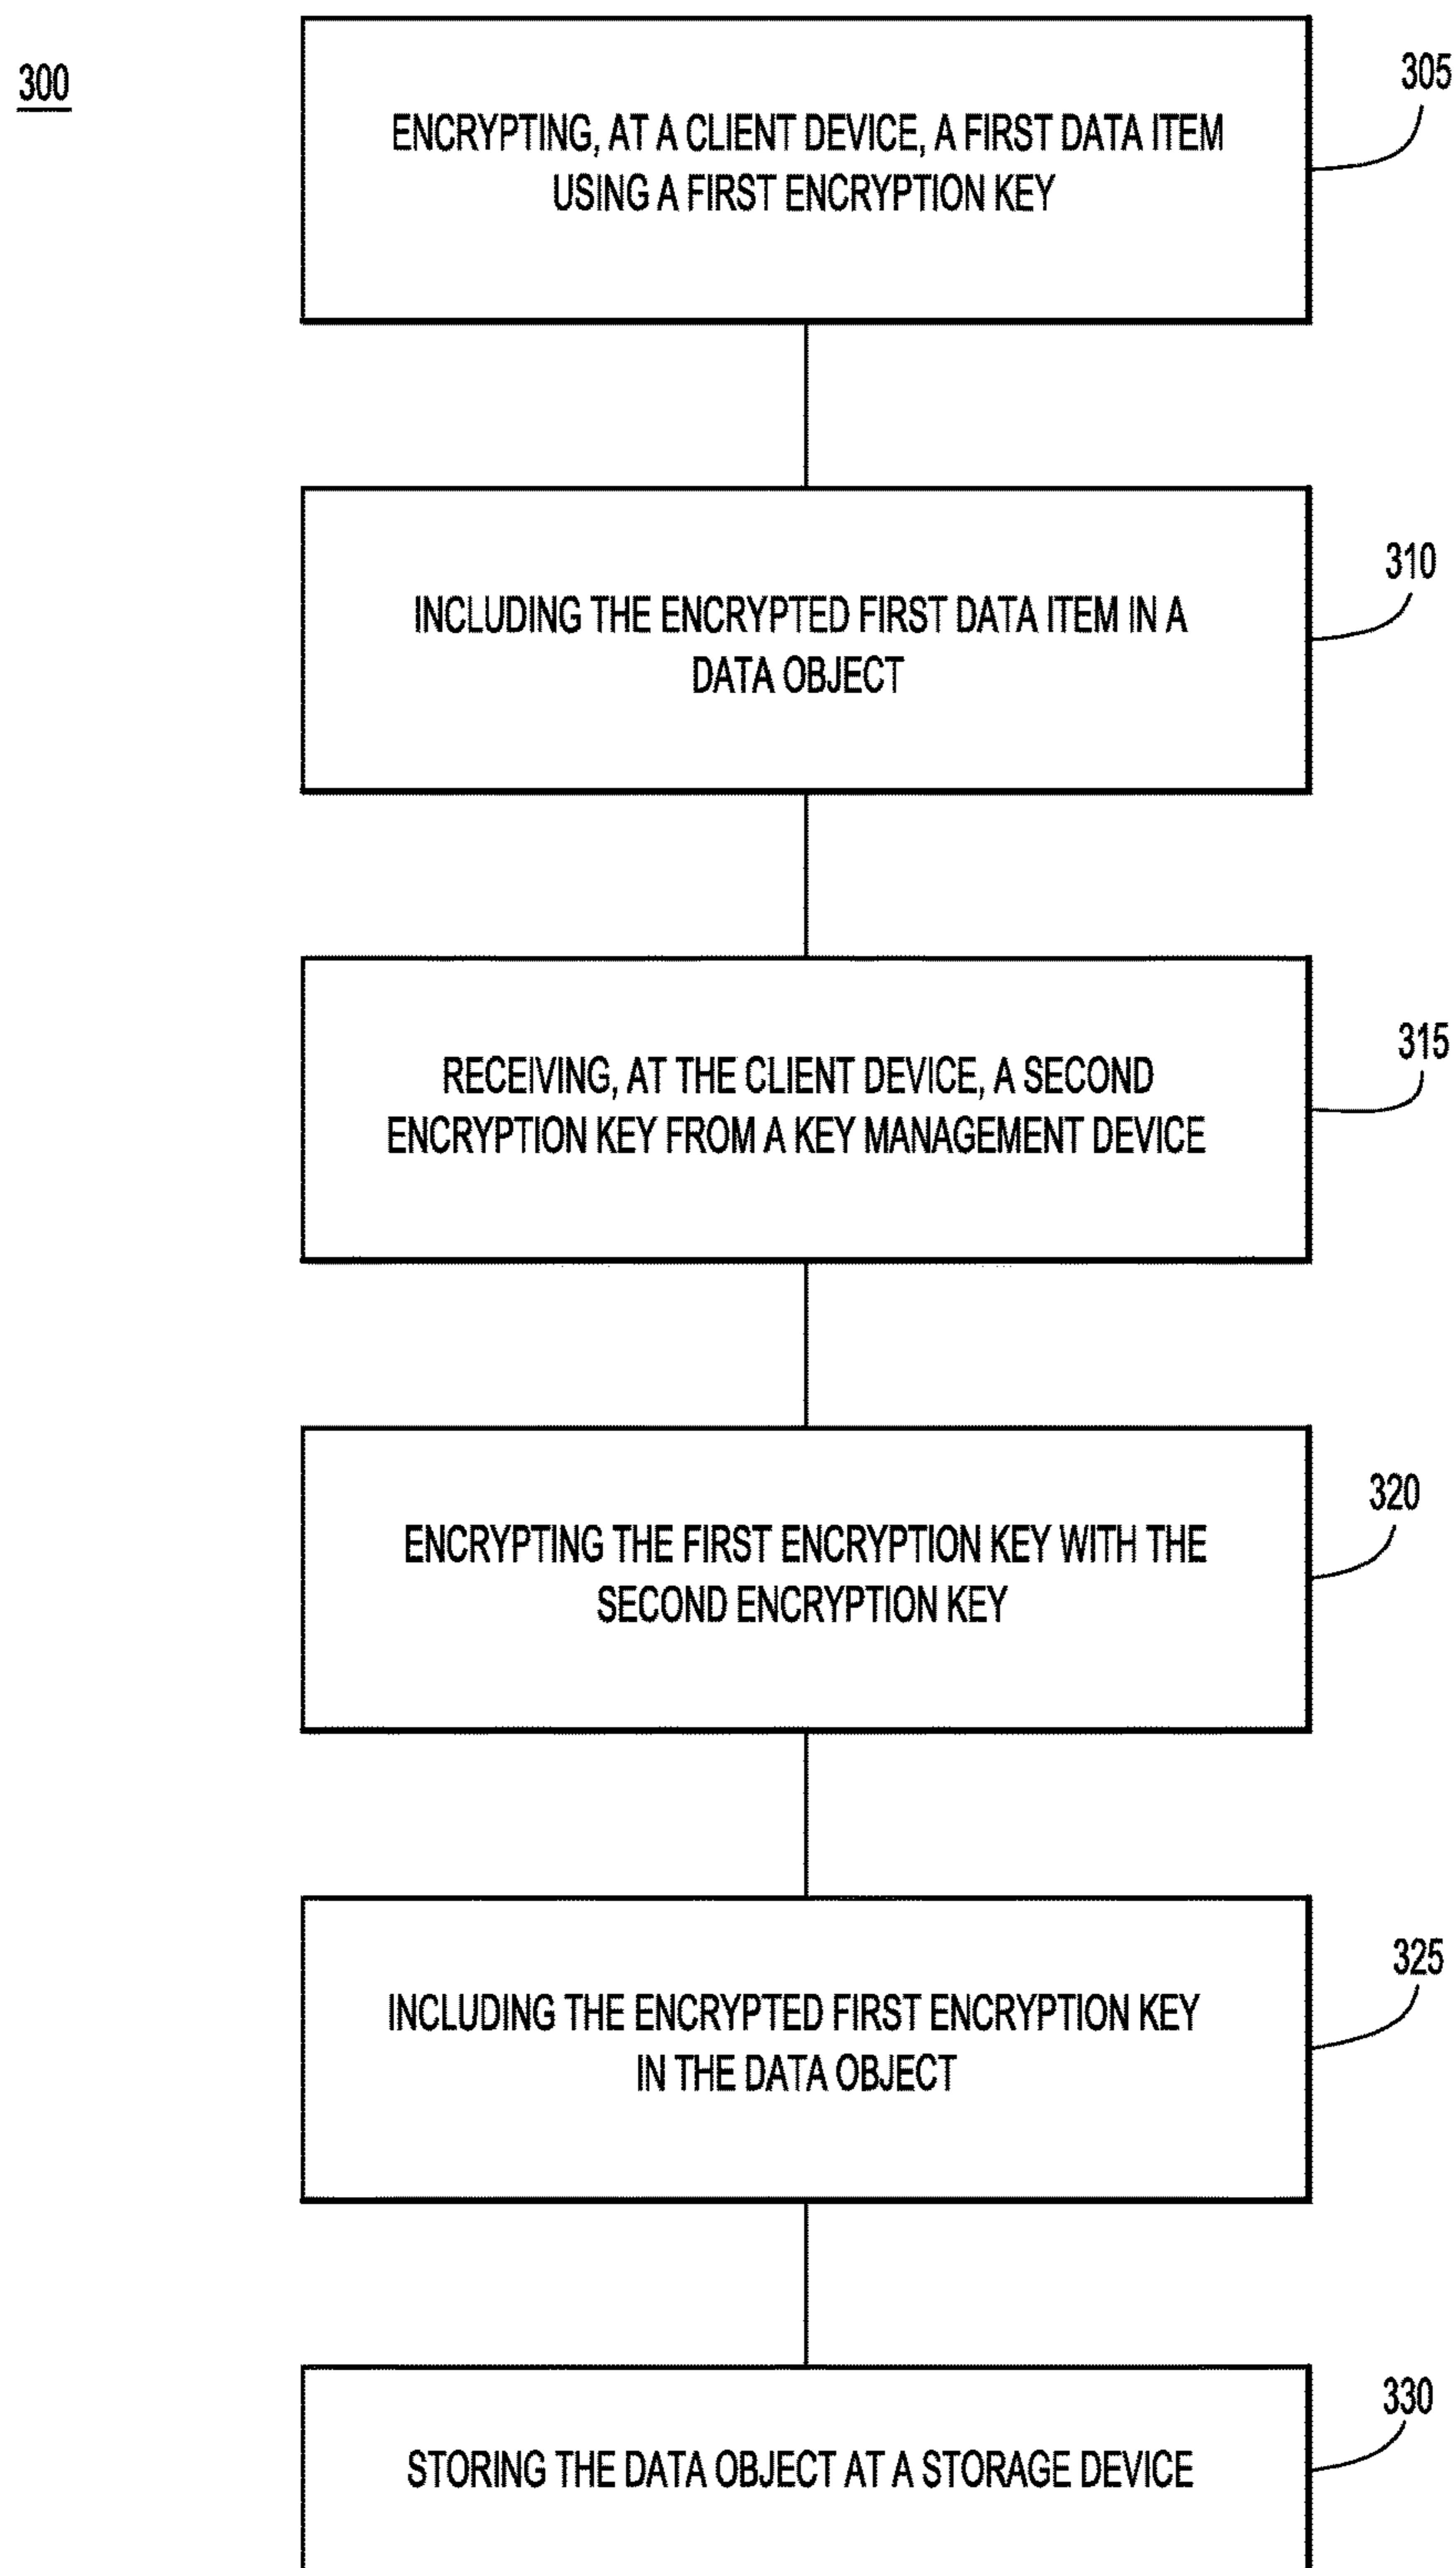 300
305
ENCRYPTING, AT A CLIENT DEVICE, A FIRST DATA ITEM
USING A FIRST ENCRYPTION KEY
310
INCLUDING THE ENCRYPTED FIRST DATA ITEM IN A
DATA OBJECT
315
RECEIVING, AT THE CLIENT DEVICE, A SECOND
ENCRYPTION KEY FROM A KEY MANAGEMENT DEVICE
320
ENCRYPTING THE FIRST ENCRYPTION KEY WITH THE
SECOND ENCRYPTION KEY
325
INCLUDING THE ENCRYPTED FIRST ENCRYPTION KEY
IN THE DATA OBJECT
330
STORING THE DATA OBJECT AT A STORAGE DEVICE